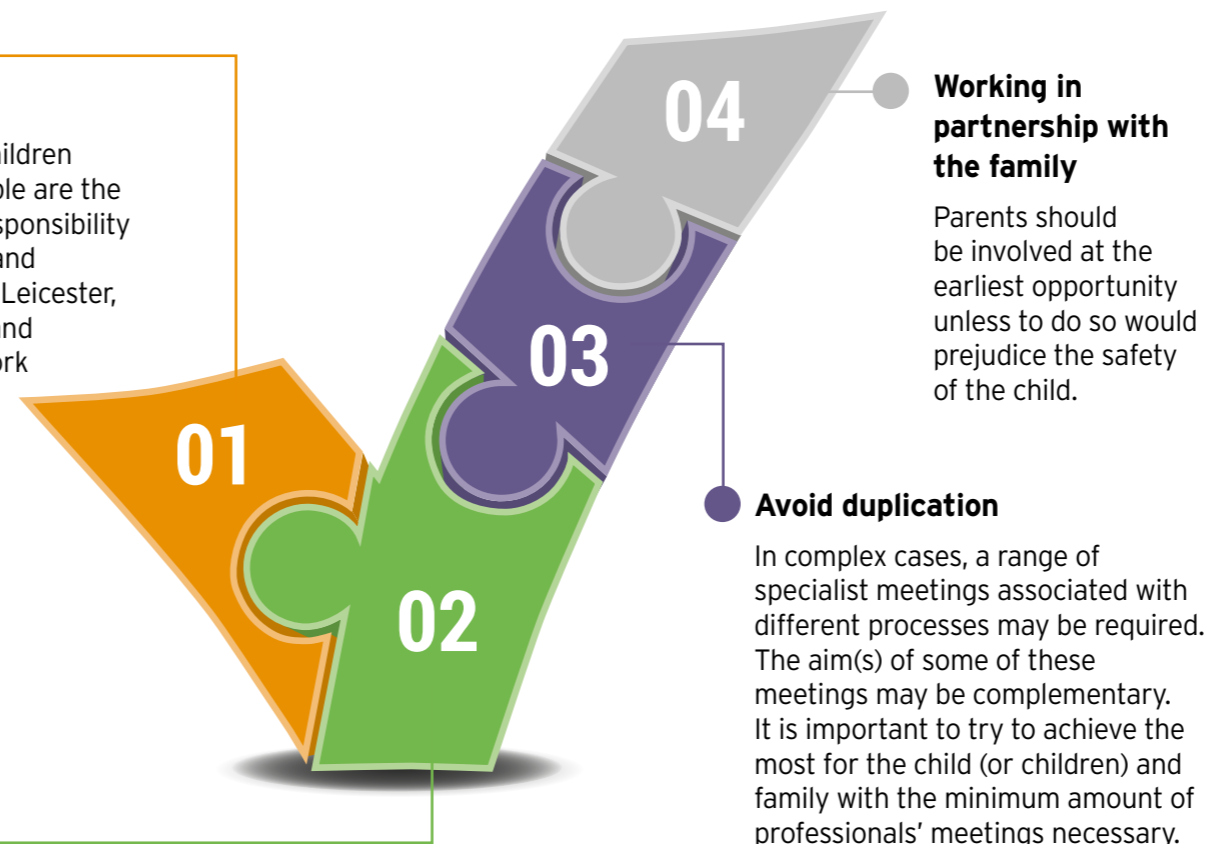 ildren
le are the
sponsibility
and
Leicester,
nd
rk
01
02
03
04
Working in
partnership with
the family
Parents should
be involved at the
earliest opportunity
unless to do so would
prejudice the safety
of the child.
Avoid duplication
In complex cases, a range of
specialist meetings associated with
different processes may be required.
The aim(s) of some of these
meetings may be complementary.
It is important to try to achieve the
most for the child (or children) and
family with the minimum amount of
professionals' meetings necessary.